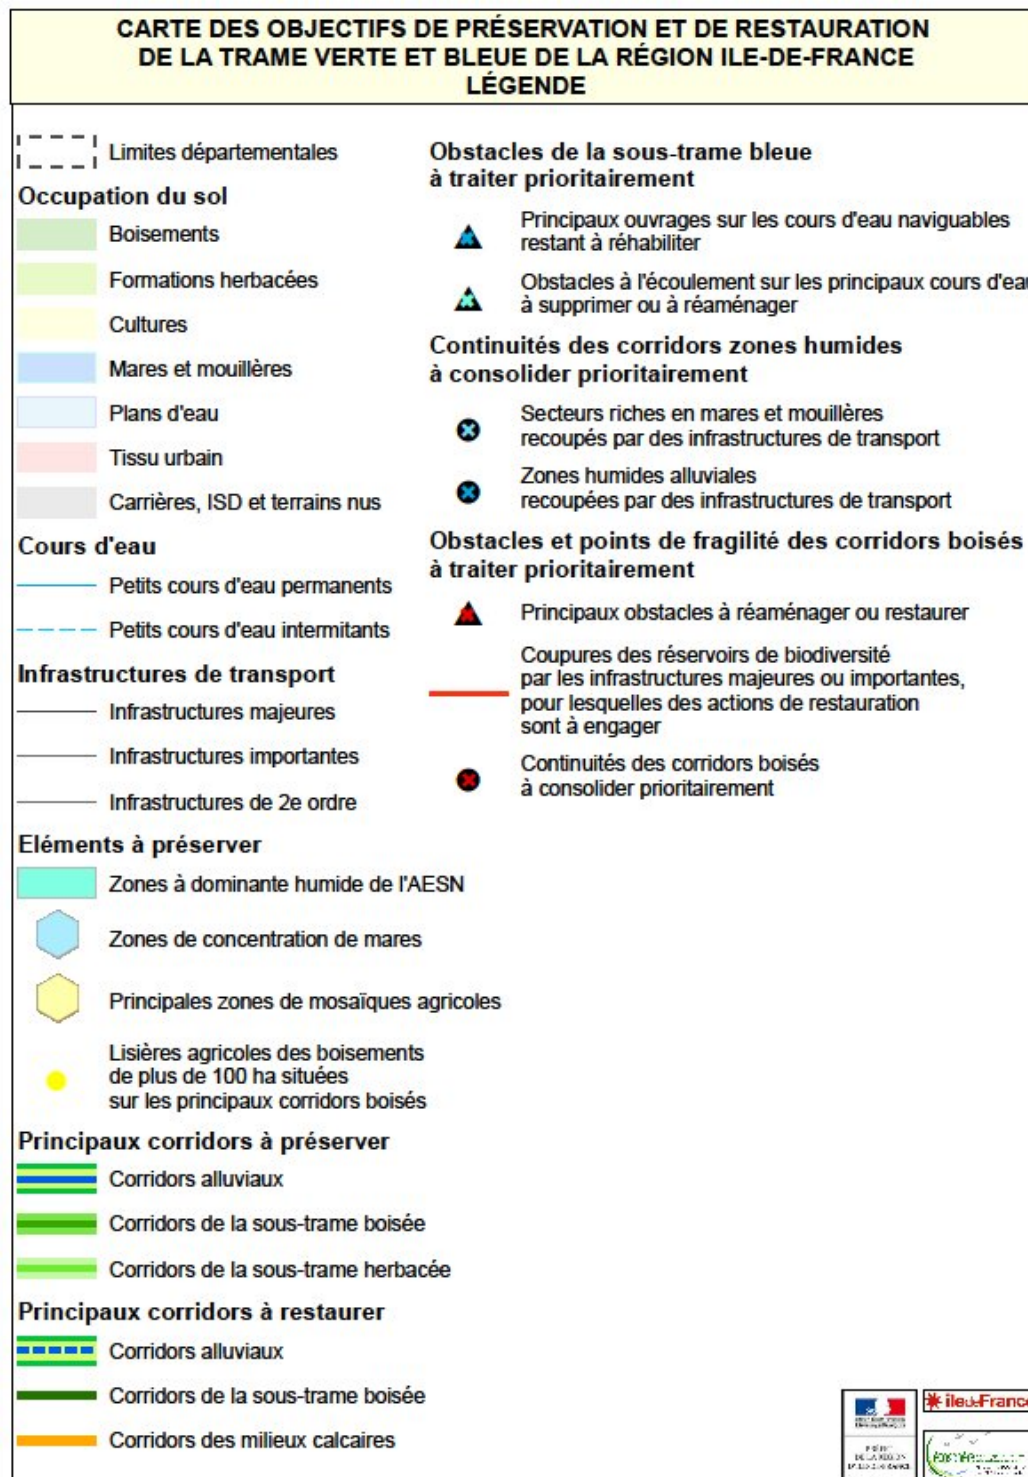 CARTE DES OBJECTIFS DE PRÉSERVATION ET DE RESTAURATION
DE LA TRAME VERTE ET BLEUE DE LA RÉGION ILE-DE-FRANCE
LÉGENDE
Limites départementales
Occupation du sol
Boisements
Formations herbacées
Cultures
Mares et mouillères
Plans d'eau
Tissu urbain
Carrières, ISD et terrains nus
Cours d'eau
Petits cours d'eau permanents
Petits cours d'eau intermitants
Infrastructures de transport
Infrastructures majeures
Infrastructures importantes
Infrastructures de 2e ordre
Eléments à préserver
Zones à dominante humide de l'AESN
Zones de concentration de mares
Principales zones de mosaïques agricoles
Lisières agricoles des boisements
de plus de 100 ha situées
sur les principaux corridors boisés
Principaux corridors à préserver
Corridors alluviaux
Corridors de la sous-trame boisée
Corridors de la sous-trame herbacée
Principaux corridors à restaurer
Corridors alluviaux
Corridors de la sous-trame boisée
Corridors des milieux calcaires
Obstacles de la sous-trame bleue
à traiter prioritairement
Principaux ouvrages sur les cours d'eau naviguables
restant à réhabiliter
Obstacles à l'écoulement sur les principaux cours d'eau
à supprimer ou à réaménager
Continuités des corridors zones humides
à consolider prioritairement
Secteurs riches en mares et mouillères
recoupés par des infrastructures de transport
Zones humides alluviales
recoupées par des infrastructures de transport
Obstacles et points de fragilité des corridors boisés
à traiter prioritairement
Principaux obstacles à réaménager ou restaurer
Coupures des réservoirs de biodiversité
par les infrastructures majeures ou importantes,
pour lesquelles des actions de restauration
sont à engager
Continuités des corridors boisés
à consolider prioritairement
PRÉFET
DE LA RÉGION
D'ILE-DE-FRANCE
île de France